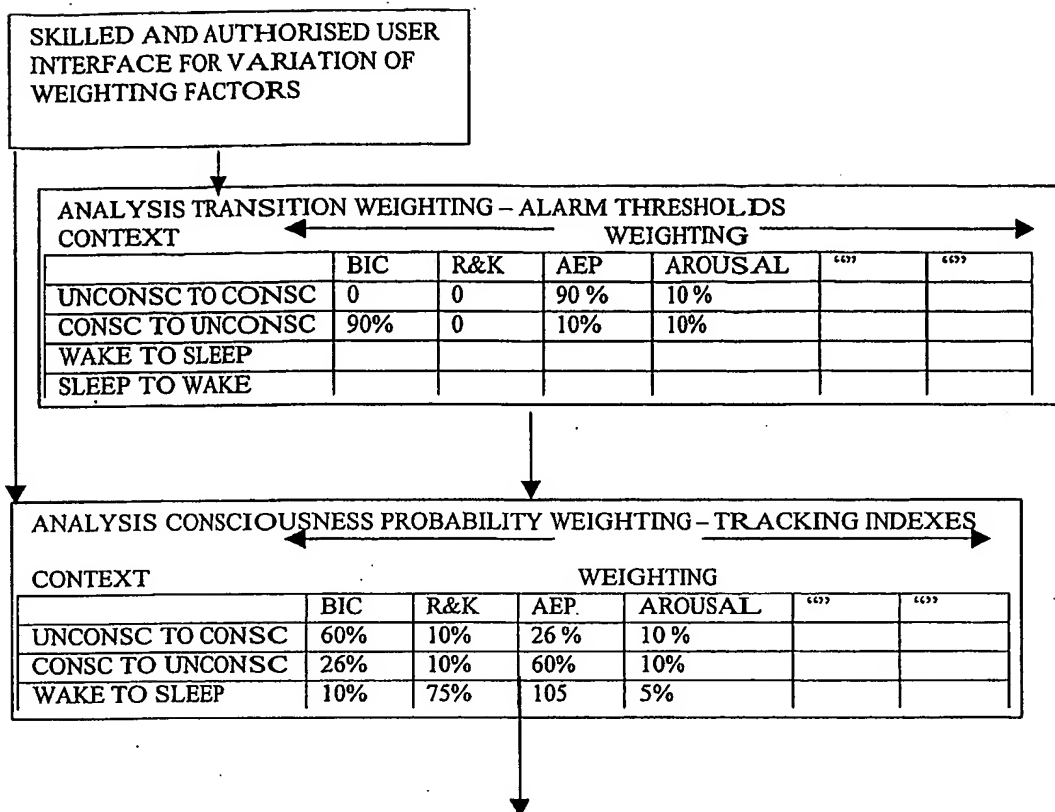 SKILLED AND AUTHORISED USER
INTERFACE FOR VARIATION OF
WEIGHTING FACTORS
ANALYSIS TRANSITION WEIGHTING – ALARM THRESHOLDS
CONTEXT WEIGHTING
BIC R&K AEP AROUSAL “” “”
UNCONSC TO CONSC 0 0 90 % 10 %
CONSC TO UNCONSC 90% 0 10% 10%
WAKE TO SLEEP
SLEEP TO WAKE
ANALYSIS CONSCIOUSNESS PROBABILITY WEIGHTING – TRACKING INDEXES
CONTEXT WEIGHTING
BIC R&K AEP. AROUSAL “” “”
UNCONSC TO CONSC 60% 10% 26 % 10 %
CONSC TO UNCONSC 26% 10% 60% 10%
WAKE TO SLEEP 10% 75% 105 5%